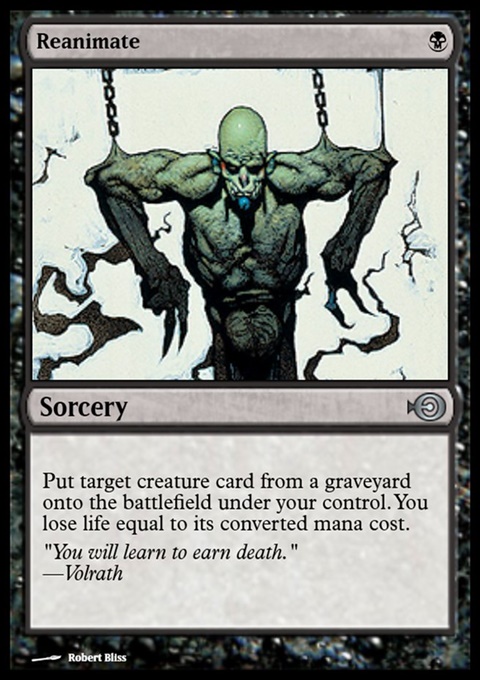 Reanimate
Sorcery
Put target creature card from a graveyard
onto the battlefield under your control. You
lose life equal to its converted mana cost.
"You will learn to earn death."
—Volrath
Robert Bliss